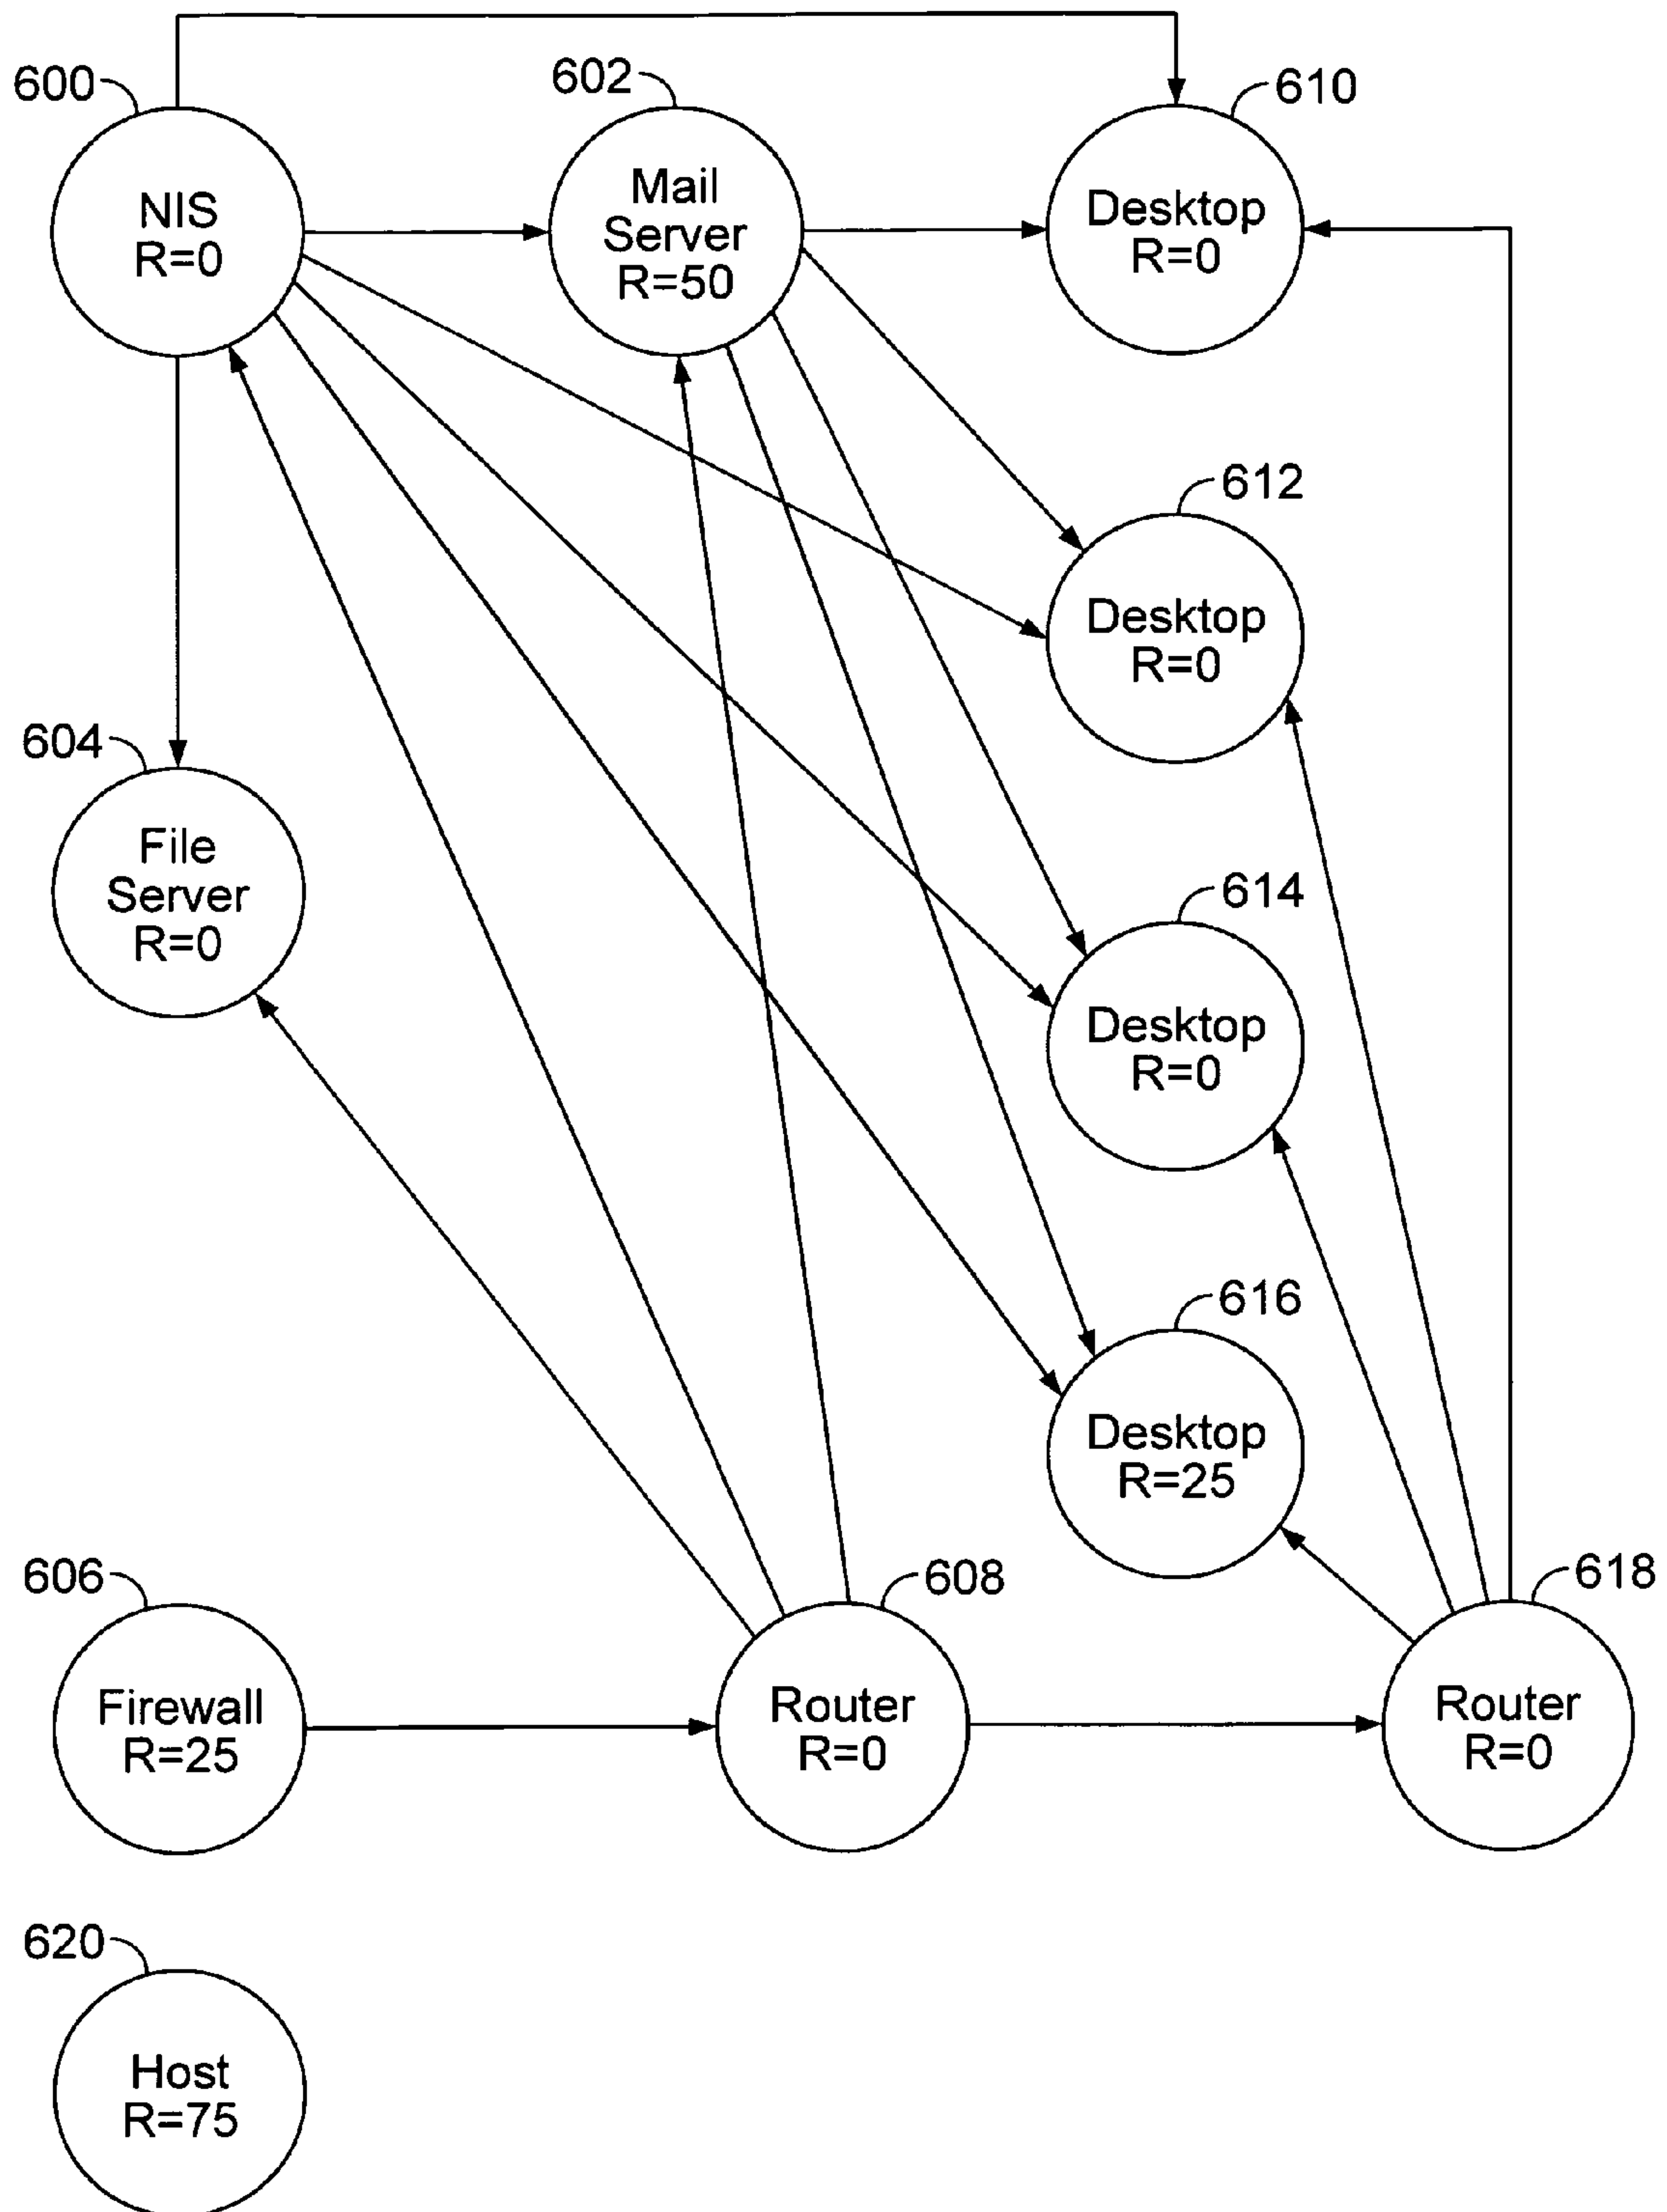 600
NIS
R=0
602
Mail
Server
R=50
610
Desktop
R=0
612
Desktop
R=0
604
File
Server
R=0
614
Desktop
R=0
616
Desktop
R=25
606
Firewall
R=25
608
Router
R=0
618
Router
R=0
620
Host
R=75